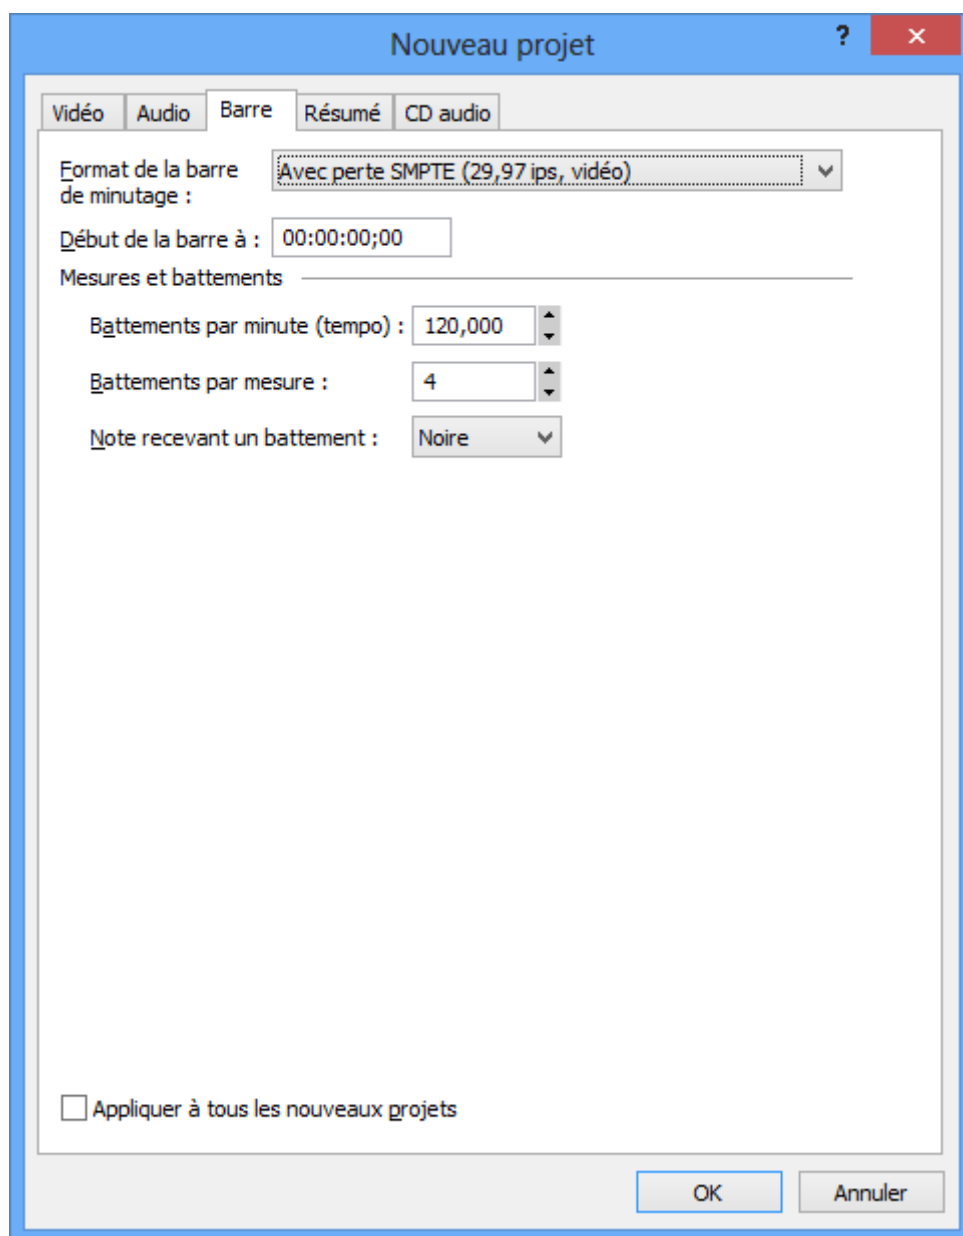 Nouveau projet
?
Vidéo Audio Barre Résumé CD audio
Format de la barre
de minutage :
Avec perte SMPTE (29,97 ips, vidéo)
Début de la barre à : 00:00:00;00
Mesures et battements
Battements par minute (tempo) : 120,000
Battements par mesure : 4
Note recevant un battement : Noire
Appliquer à tous les nouveaux projets
OK Annuler